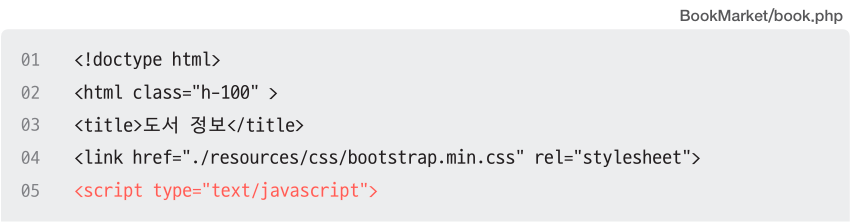 BookMarket/book.php
01 <!doctype html>
02 <html class="h-100" >
03 <title>도서 정보</title>
04 <link href="./resources/css/bootstrap.min.css" rel="stylesheet">
05 <script type="text/javascript">